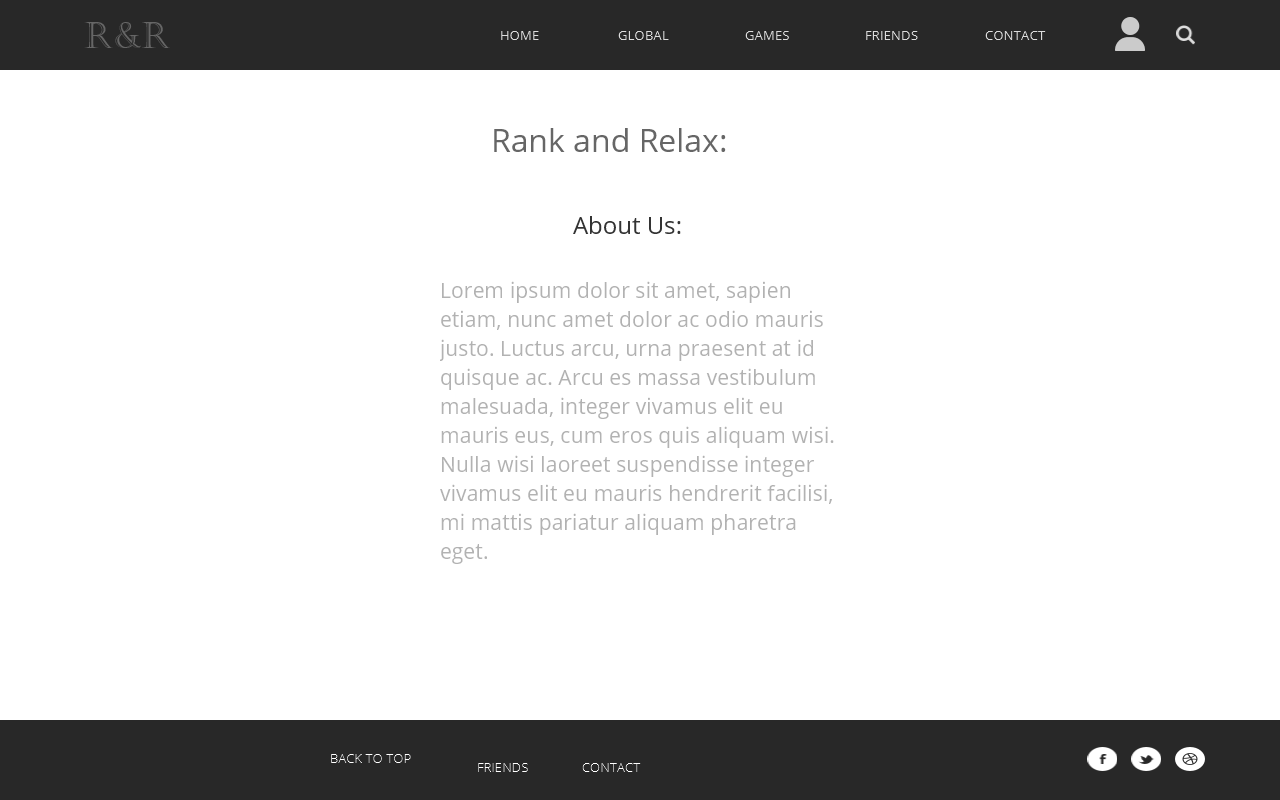 R&R
HOME GLOBAL GAMES FRIENDS CONTACT
Rank and Relax:
About Us:
Lorem ipsum dolor sit amet, sapien
etiam, nunc amet dolor ac odio mauris
justo. Luctus arcu, urna praesent at id
quisque ac. Arcu es massa vestibulum
malesuada, integer vivamus elit eu
mauris eus, cum eros quis aliquam wisi.
Nulla wisi laoreet suspendisse integer
vivamus elit eu mauris hendrerit facilisi,
mi mattis pariatur aliquam pharetra
eget.
BACK TO TOP FRIENDS CONTACT